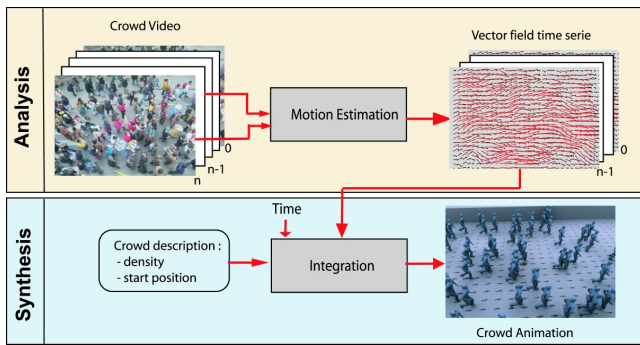 Analysis
Crowd Video
0
n-1
n
Motion Estimation
Vector field time serie
0
n-1
Synthesis
Time
Crowd description :
- density
- start position
Integration
Crowd Animation